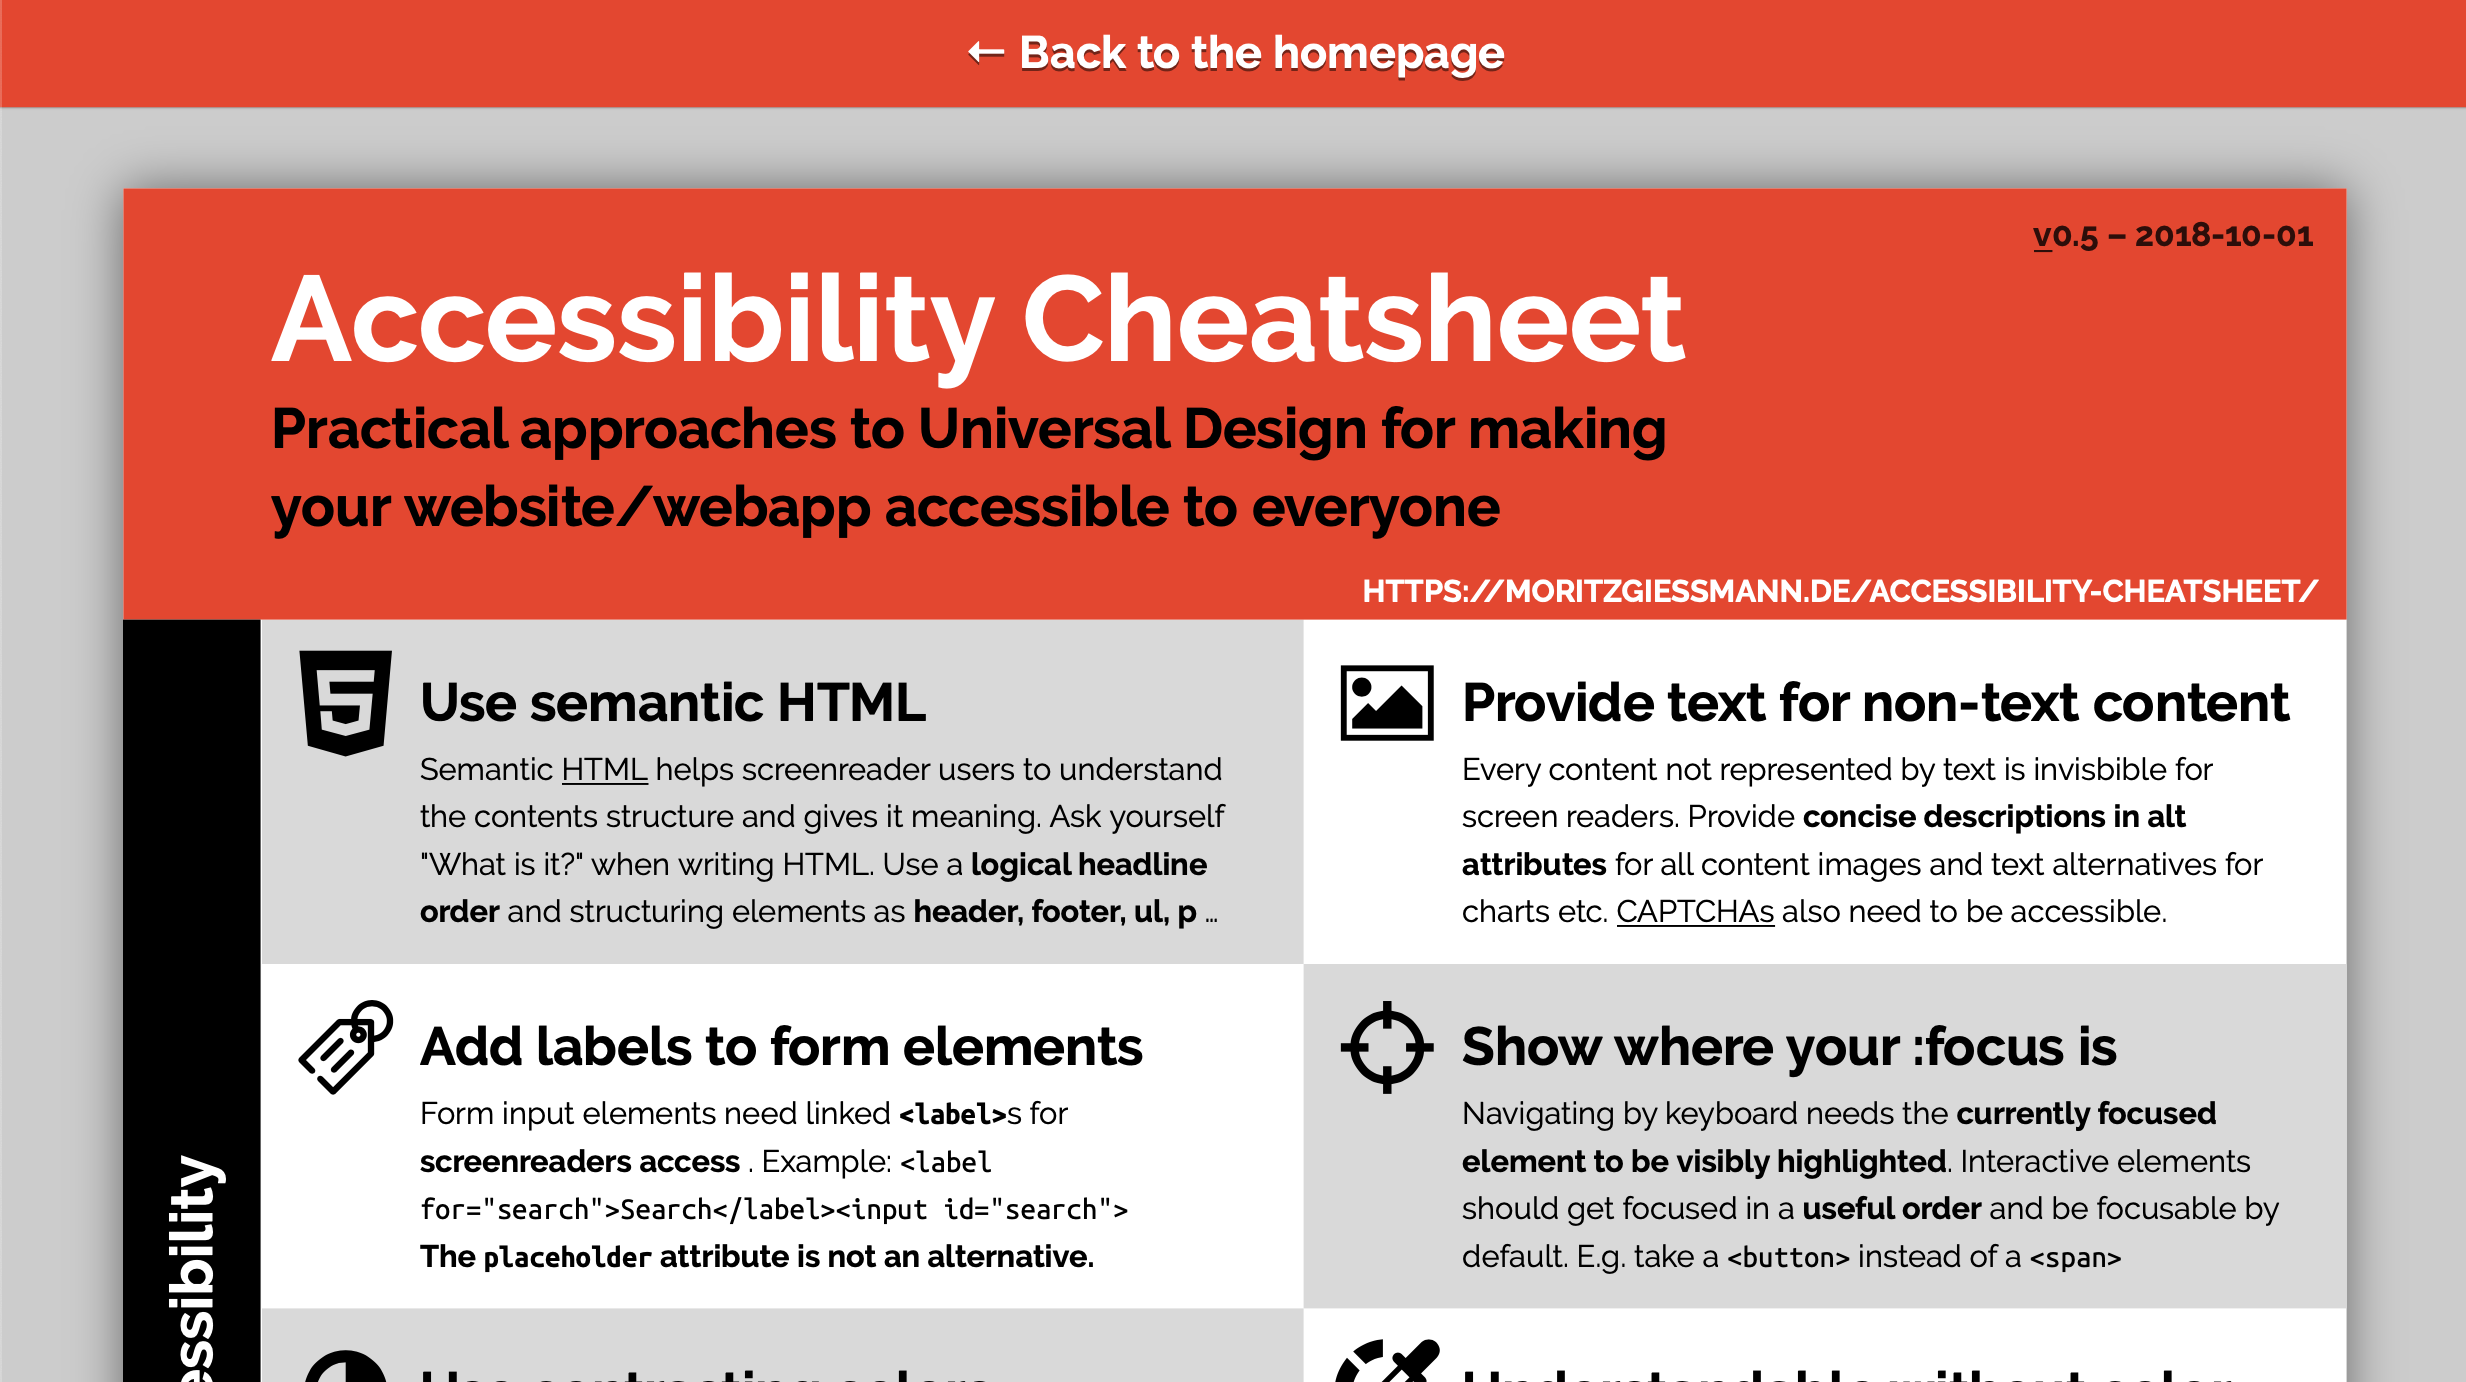 ← Back to the homepage
v0.5 – 2018-10-01
Accessibility Cheatsheet
Practical approaches to Universal Design for making
your website/webapp accessible to everyone
HTTPS://MORITZGIESSMANN.DE/ACCESSIBILITY-CHEATSHEET/
Use semantic HTML
Semantic HTML helps screenreader users to understand
the contents structure and gives it meaning. Ask yourself
"What is it?" when writing HTML. Use a logical headline
order and structuring elements as header, footer, ul, p ...
Provide text for non-text content
Every content not represented by text is invisbible for
screen readers. Provide concise descriptions in alt
attributes for all content images and text alternatives for
charts etc. CAPTCHAs also need to be accessible.
Add labels to form elements
Form input elements need linked <label>s for
screenreaders access . Example: <label
for="search">Search</label><input id="search">
The placeholder attribute is not an alternative.
Show where your :focus is
Navigating by keyboard needs the currently focused
element to be visibly highlighted. Interactive elements
should get focused in a useful order and be focusable by
default. E.g. take a <button> instead of a <span>
essibility
Use contrasting colors
Understandable without color